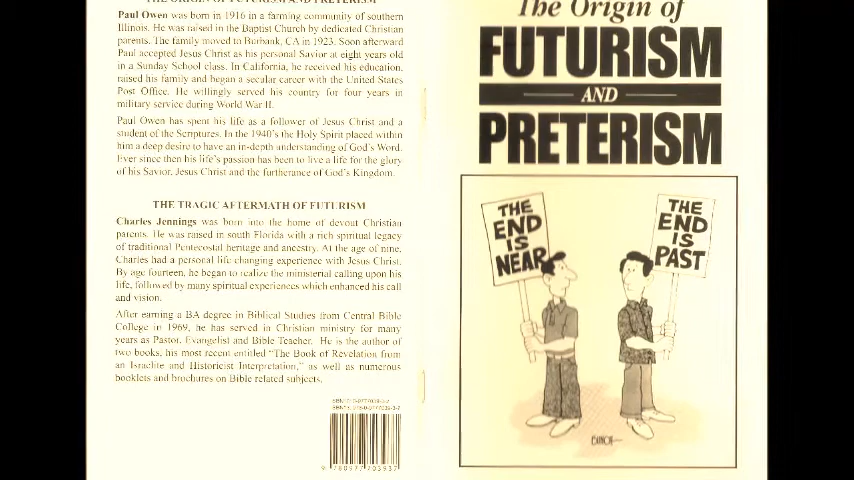 THE ORIGIN OF FUTURISM AND PRETERISM
Paul Owen was born in 1916 in a farming community of southern
Illinois. He was raised in the Baptist Church by dedicated Christian
parents. The family moved to Burbank, CA in 1923. Soon afterward
Paul accepted Jesus Christ as his personal Savior at eight years old
in a Sunday School class. In California, he received his education,
raised his family and began a secular career with the United States
Post Office. He willingly served his country for four years in
military service during World War II.
Paul Owen has spent his life as a follower of Jesus Christ and a
student of the Scriptures. In the 1940's the Holy Spirit placed within
him a deep desire to have an in-depth understanding of God's Word.
Ever since then his life's passion has been to live a life for the glory
of his Savior, Jesus Christ and the furtherance of God's Kingdom.
THE TRAGIC AFTERMATH OF FUTURISM
Charles Jennings was born into the home of devout Christian
parents. He was raised in south Florida with a rich spiritual legacy
of traditional Pentecostal heritage and ancestry. At the age of nine,
Charles had a personal life changing experience with Jesus Christ.
By age fourteen, he began to realize the ministerial calling upon his
life, followed by many spiritual experiences which enhanced his call
and vision.
After earning a BA degree in Biblical Studies from Central Bible
College in 1969, he has served in Christian ministry for many
years as Pastor, Evangelist and Bible Teacher. He is the author of
two books, his most recent entitled “The Book of Revelation from
an Israelite and Historicist Interpretation,” as well as numerous
booklets and brochures on Bible related subjects.
9 780977 703937
The Origin of
FUTURISM
AND
PRETERISM
THE
END
IS
NEAR
THE
END
IS
PAST